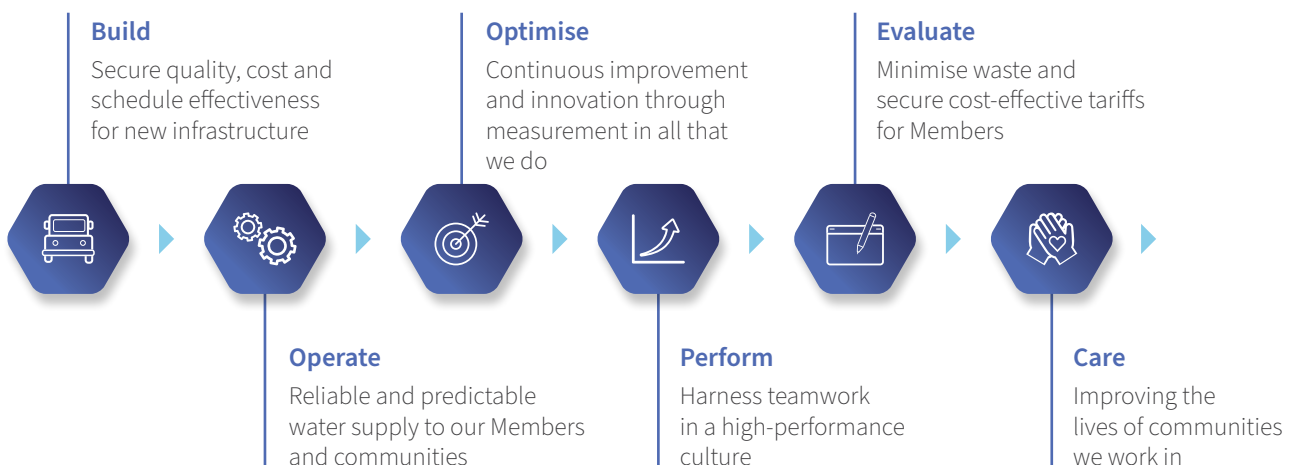 Build
Secure quality, cost and
schedule effectiveness
for new infrastructure
Operate
Reliable and predictable
water supply to our Members
and communities
Optimise
Continuous improvement
and innovation through
measurement in all that
we do
Perform
Harness teamwork
in a high-performance
culture
Evaluate
Minimise waste and
secure cost-effective tariffs
for Members
Care
Improving the
lives of communities
we work in